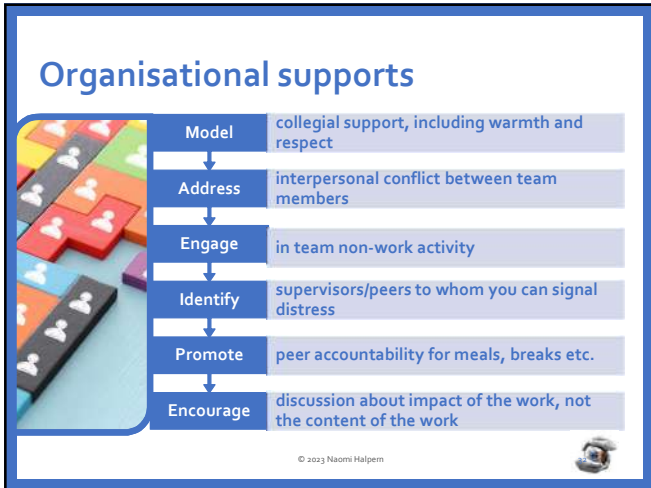 Organisational supports
Model
collegial support, including warmth and
respect
Address
interpersonal conflict between team
members
Engage
in team non-work activity
Identify
supervisors/peers to whom you can signal
distress
Promote
peer accountability for meals, breaks etc.
Encourage
discussion about impact of the work, not
the content of the work
© 2023 Naomi Halpern